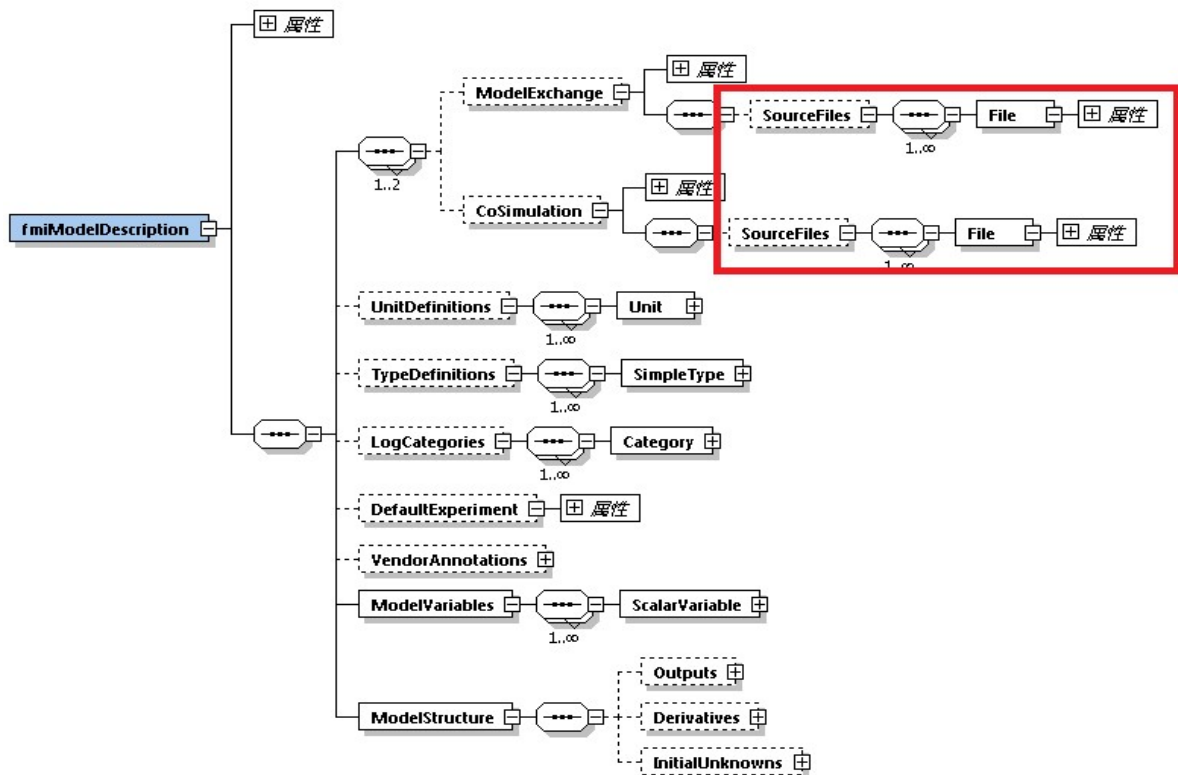 属性
ModelExchange
属性
SourceFiles
1..∞
File
属性
1..2
CoSimulation
属性
SourceFiles
1..∞
File
属性
fmiModelDescription
UnitDefinitions
1..∞
Unit
TypeDefinitions
1..∞
SimpleType
LogCategories
1..∞
Category
DefaultExperiment
属性
VendorAnnotations
ModelVariables
1..∞
ScalarVariable
ModelStructure
Outputs
Derivatives
InitialUnknowns